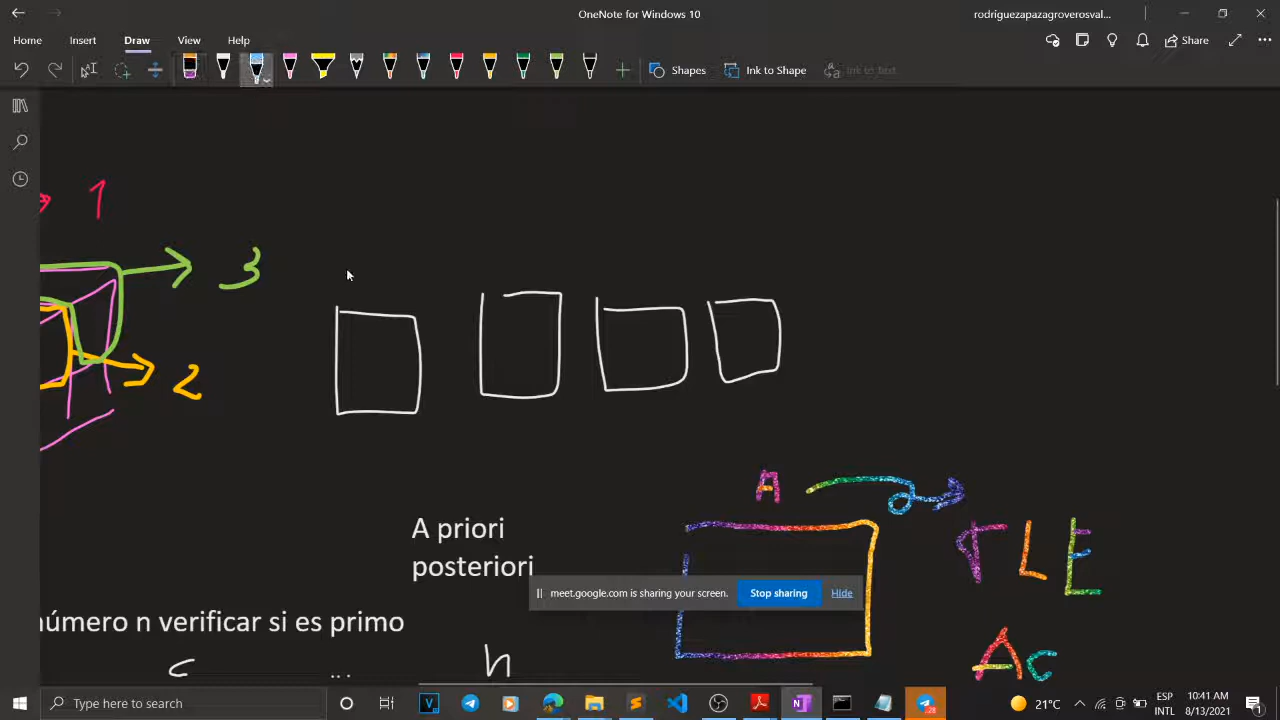 OneNote for Windows 10
rodriguezapazagroverosval...
Home Insert Draw View Help
Share
Shapes
Ink to Shape
Ink to Text
1
3
2
A
A priori
posteriori
TLE
meet.google.com is sharing your screen.
Stop sharing
Hide
número n verificar si es primo
Ac
c
..
h
Type here to search
21°C
ESP
INTL
10:41 AM
8/13/2021